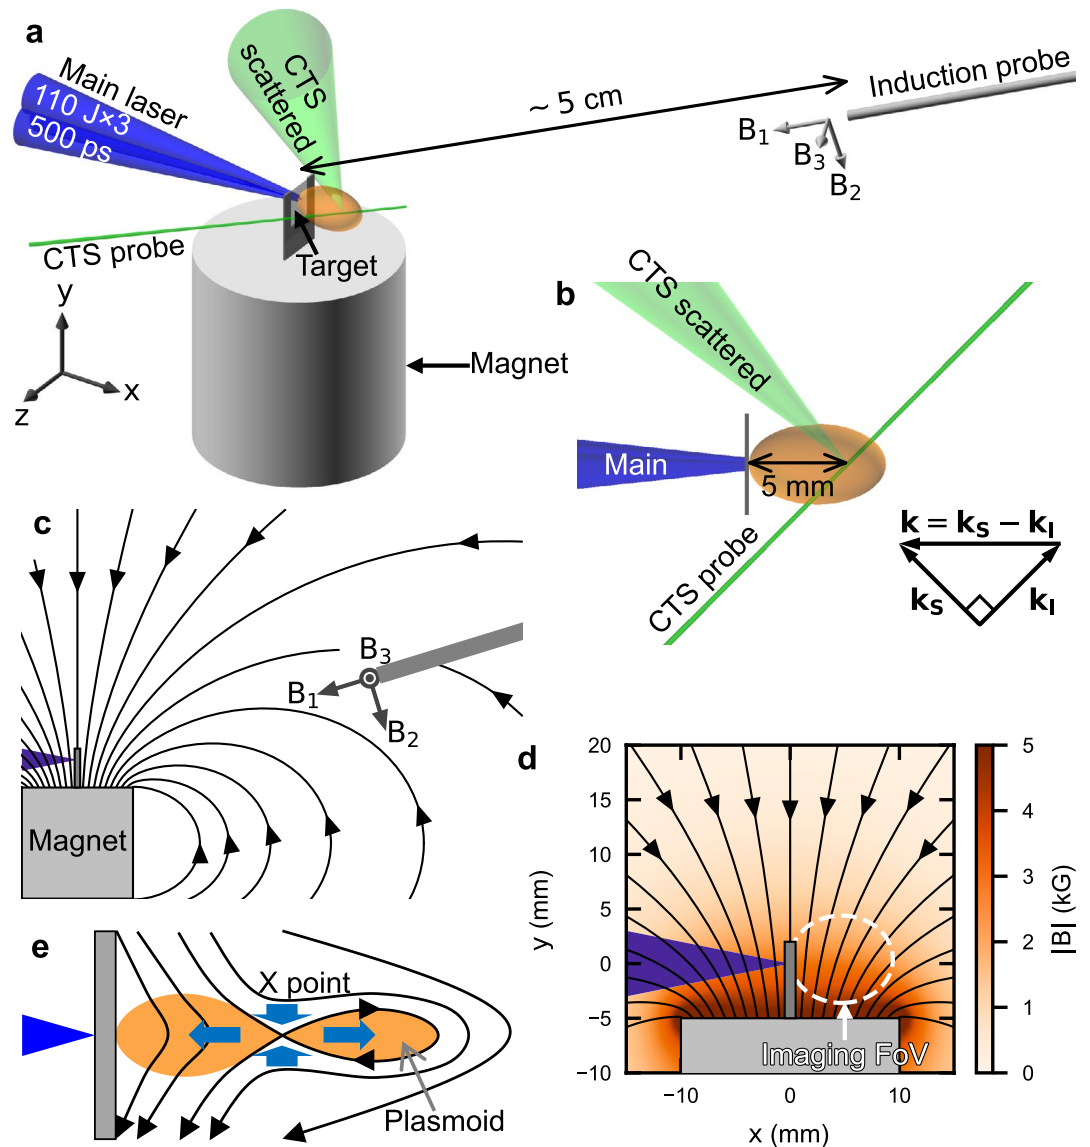 a
Main laser
110 J×3
500 ps
CTS
scattered
~ 5 cm
Induction probe
B1
B3
B2
CTS probe
Target
Magnet
y
x
z
b
CTS scattered
Main
5 mm
CTS probe
k = kS − kI
kS
kI
c
B3
B1
B2
Magnet
d
20
15
10
5
0
−5
−10
y (mm)
−10
0
10
x (mm)
Imaging FoV
5
4
3
2
1
0
|B| (kG)
e
X point
Plasmoid